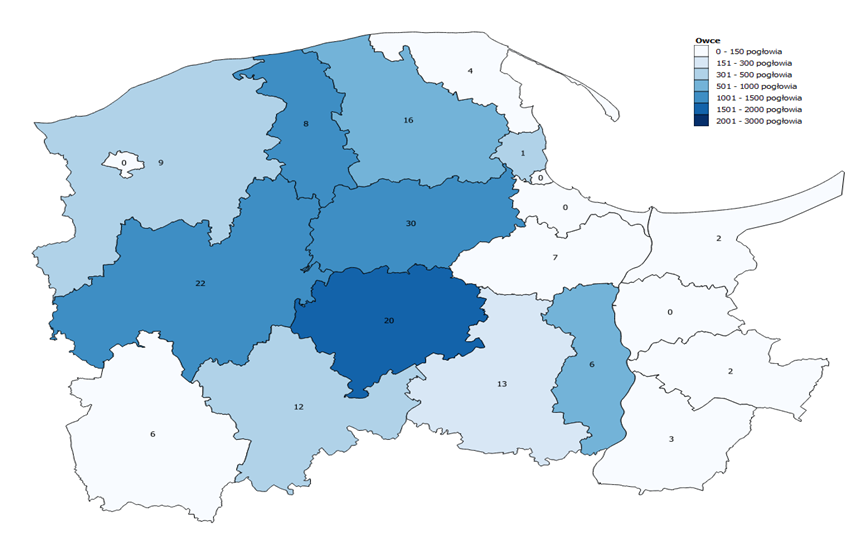 Owce
0 - 150 pogłowia
151 - 300 pogłowia
301 - 500 pogłowia
501 - 1000 pogłowia
1001 - 1500 pogłowia
1501 - 2000 pogłowia
2001 - 3000 pogłowia
4
16
8
1
0
9
0
0
30
2
7
22
0
20
6
2
13
12
6
3